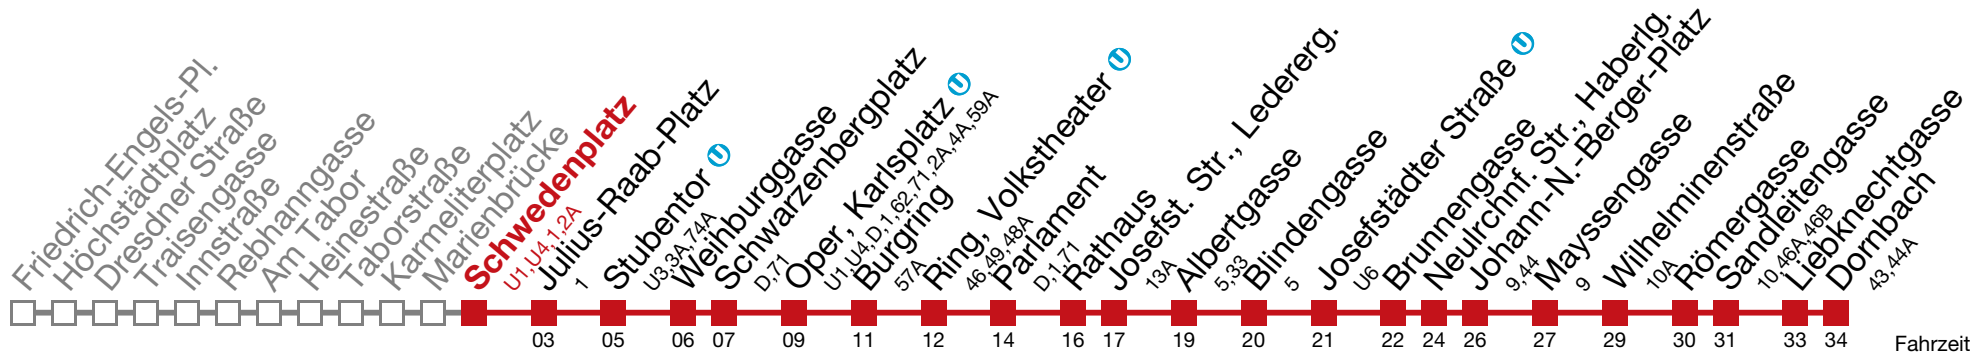 Friedrich-Engels-Pl.
Höchstädtplatz
Dresdner Straße
Traisengasse
Innstraße
Rebhanngasse
Am Tabor
Heinestraße
Taborstraße
Karmeliterplatz
Marienbrücke
Schwedenplatz
U1,U4,1,2A
Julius-Raab-Platz
1
Stubentor U
U3,3A,74A
Weihburggasse
Schwarzenbergplatz
D,71
Oper, Karlsplatz U
U1,U4,D,1,62,71,2A,4A,59A
Burgring
57A
Ring, Volkstheater U
46,49,48A
Parlament
D,1,71
Rathaus
Josefst. Str., Ledererg.
13A
Albertgasse
5,33
Blindengasse
5
Josefstädter Straße U
U6
Brunnengasse
Neulrchnf. Str., Haberlg.
Johann-N.-Berger-Platz
9,44
Mayssengasse
9
Wilhelminenstraße
10A
Römergasse
Sandleitengasse
10,46A,46B
Liebknechtgasse
Dornbach
43,44A
03 05 06 07 09 11 12 14 16 17 19 20 21 22 24 26 27 29 30 31 33 34 Fahrzeit